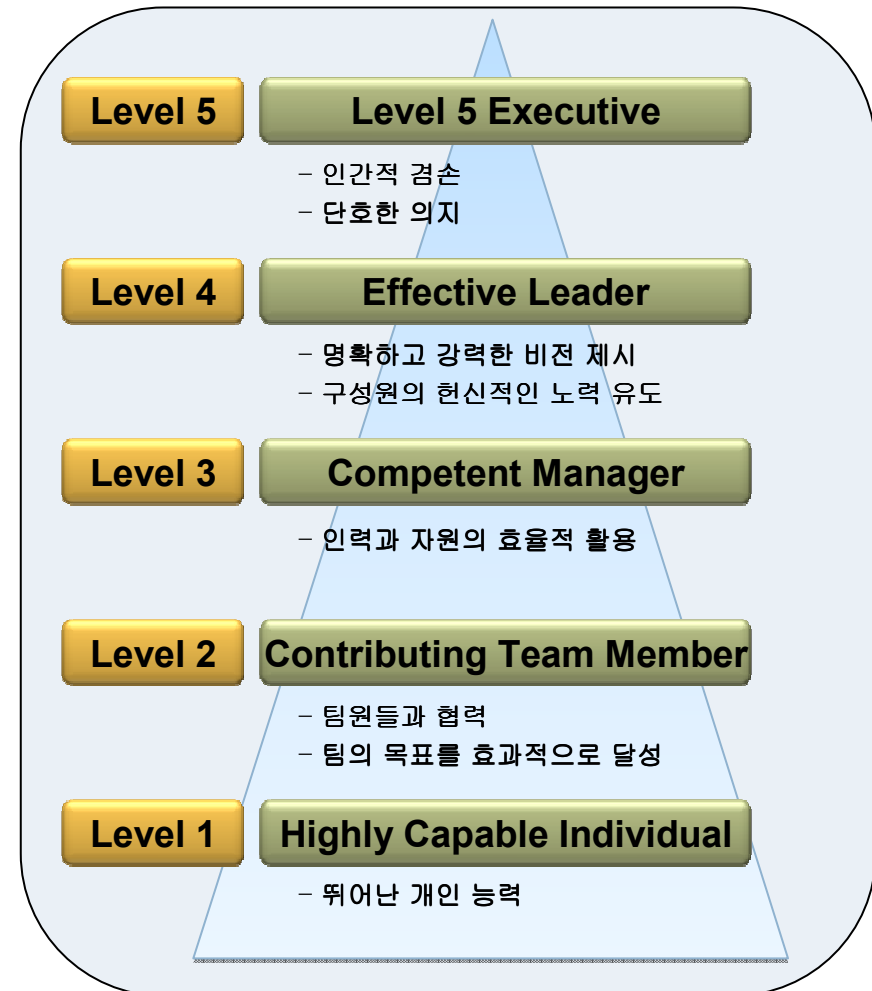 Level 5 Level 5 Executive
– 인간적 겸손
– 단호한 의지
Level 4 Effective Leader
– 명확하고 강력한 비전 제시
– 구성원의 헌신적인 노력 유도
Level 3 Competent Manager
– 인력과 자원의 효율적 활용
Level 2 Contributing Team Member
– 팀원들과 협력
– 팀의 목표를 효과적으로 달성
Level 1 Highly Capable Individual
– 뛰어난 개인 능력